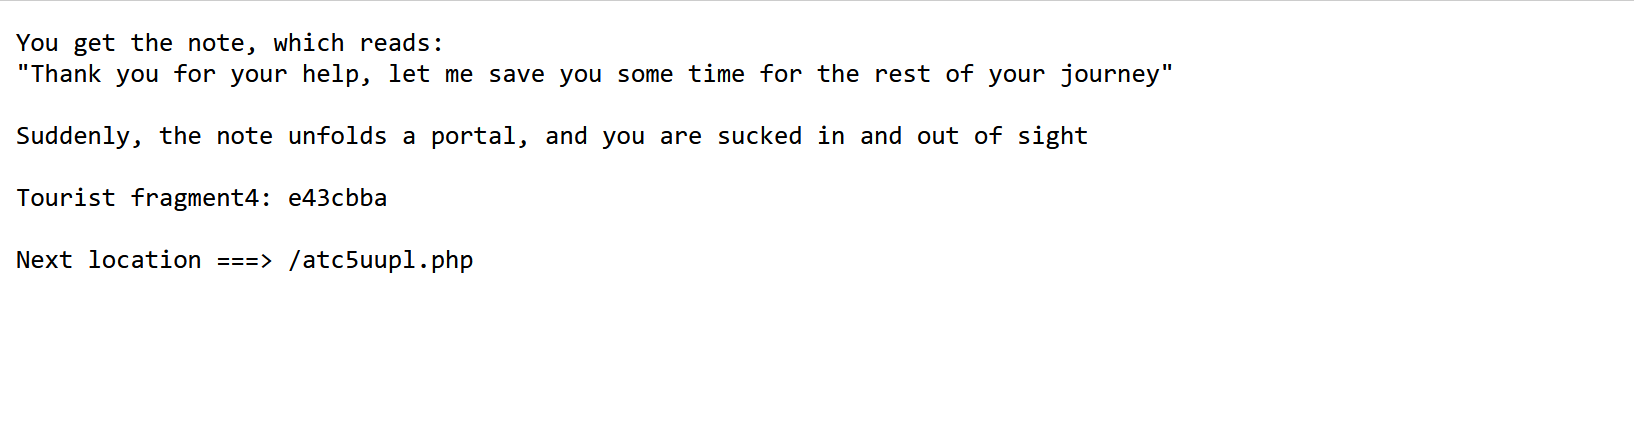 You get the note, which reads:
"Thank you for your help, let me save you some time for the rest of your journey"
Suddenly, the note unfolds a portal, and you are sucked in and out of sight
Tourist fragment4: e43cbba
Next location ===> /atc5uupl.php